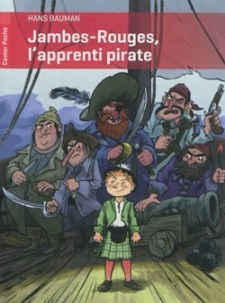 HANS BAUMAN
Jambes-Rouges,
l'apprenti pirate
Castor Poche